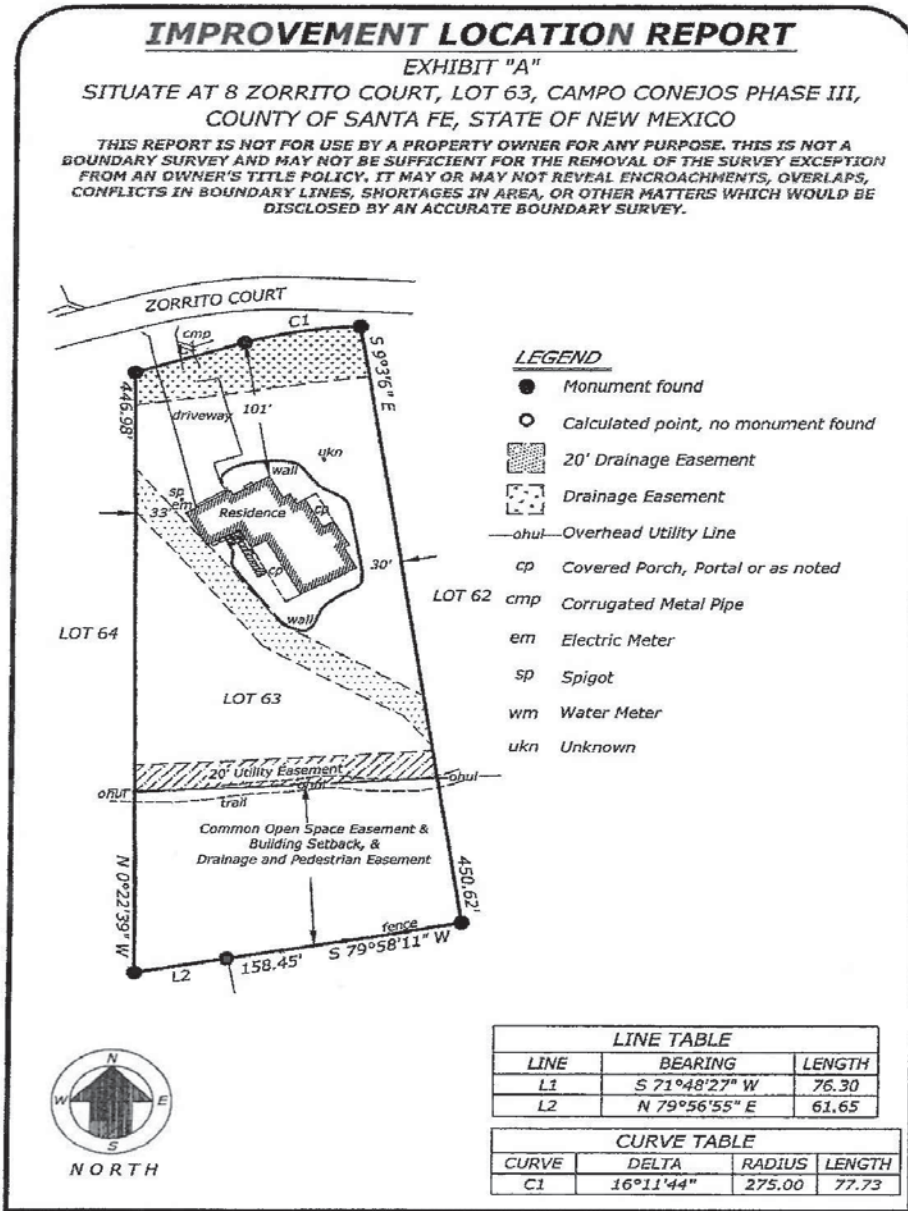 IMPROVEMENT LOCATION REPORT
EXHIBIT "A"
SITUATE AT 8 ZORRITO COURT, LOT 63, CAMPO CONEJOS PHASE III,
COUNTY OF SANTA FE, STATE OF NEW MEXICO
THIS REPORT IS NOT FOR USE BY A PROPERTY OWNER FOR ANY PURPOSE. THIS IS NOT A
BOUNDARY SURVEY AND MAY NOT BE SUFFICIENT FOR THE REMOVAL OF THE SURVEY EXCEPTION
FROM AN OWNER'S TITLE POLICY. IT MAY OR MAY NOT REVEAL ENCROACHMENTS, OVERLAPS,
CONFLICTS IN BOUNDARY LINES, SHORTAGES IN AREA, OR OTHER MATTERS WHICH WOULD BE
DISCLOSED BY AN ACCURATE BOUNDARY SURVEY.
ZORRITO COURT
C1
cmp
S 9°3'6" E
446.98'
driveway
101'
wall
ukn
sp
em
33'
Residence
cp
30'
cp
wall
LOT 62
LOT 64
LOT 63
20' Utility Easement
ohul
ohul
ohul
trail
Common Open Space Easement &
Building Setback, &
Drainage and Pedestrian Easement
N 0°22'39" W
450.62'
fence
L2
158.45'
S 79°58'11" W
LEGEND
Monument found
Calculated point, no monument found
20' Drainage Easement
Drainage Easement
ohul Overhead Utility Line
cp Covered Porch, Portal or as noted
cmp Corrugated Metal Pipe
em Electric Meter
sp Spigot
wm Water Meter
ukn Unknown
N
W E
S
NORTH
LINE TABLE
LINE BEARING LENGTH
L1 S 71°48'27" W 76.30
L2 N 79°56'55" E 61.65
CURVE TABLE
CURVE DELTA RADIUS LENGTH
C1 16°11'44" 275.00 77.73